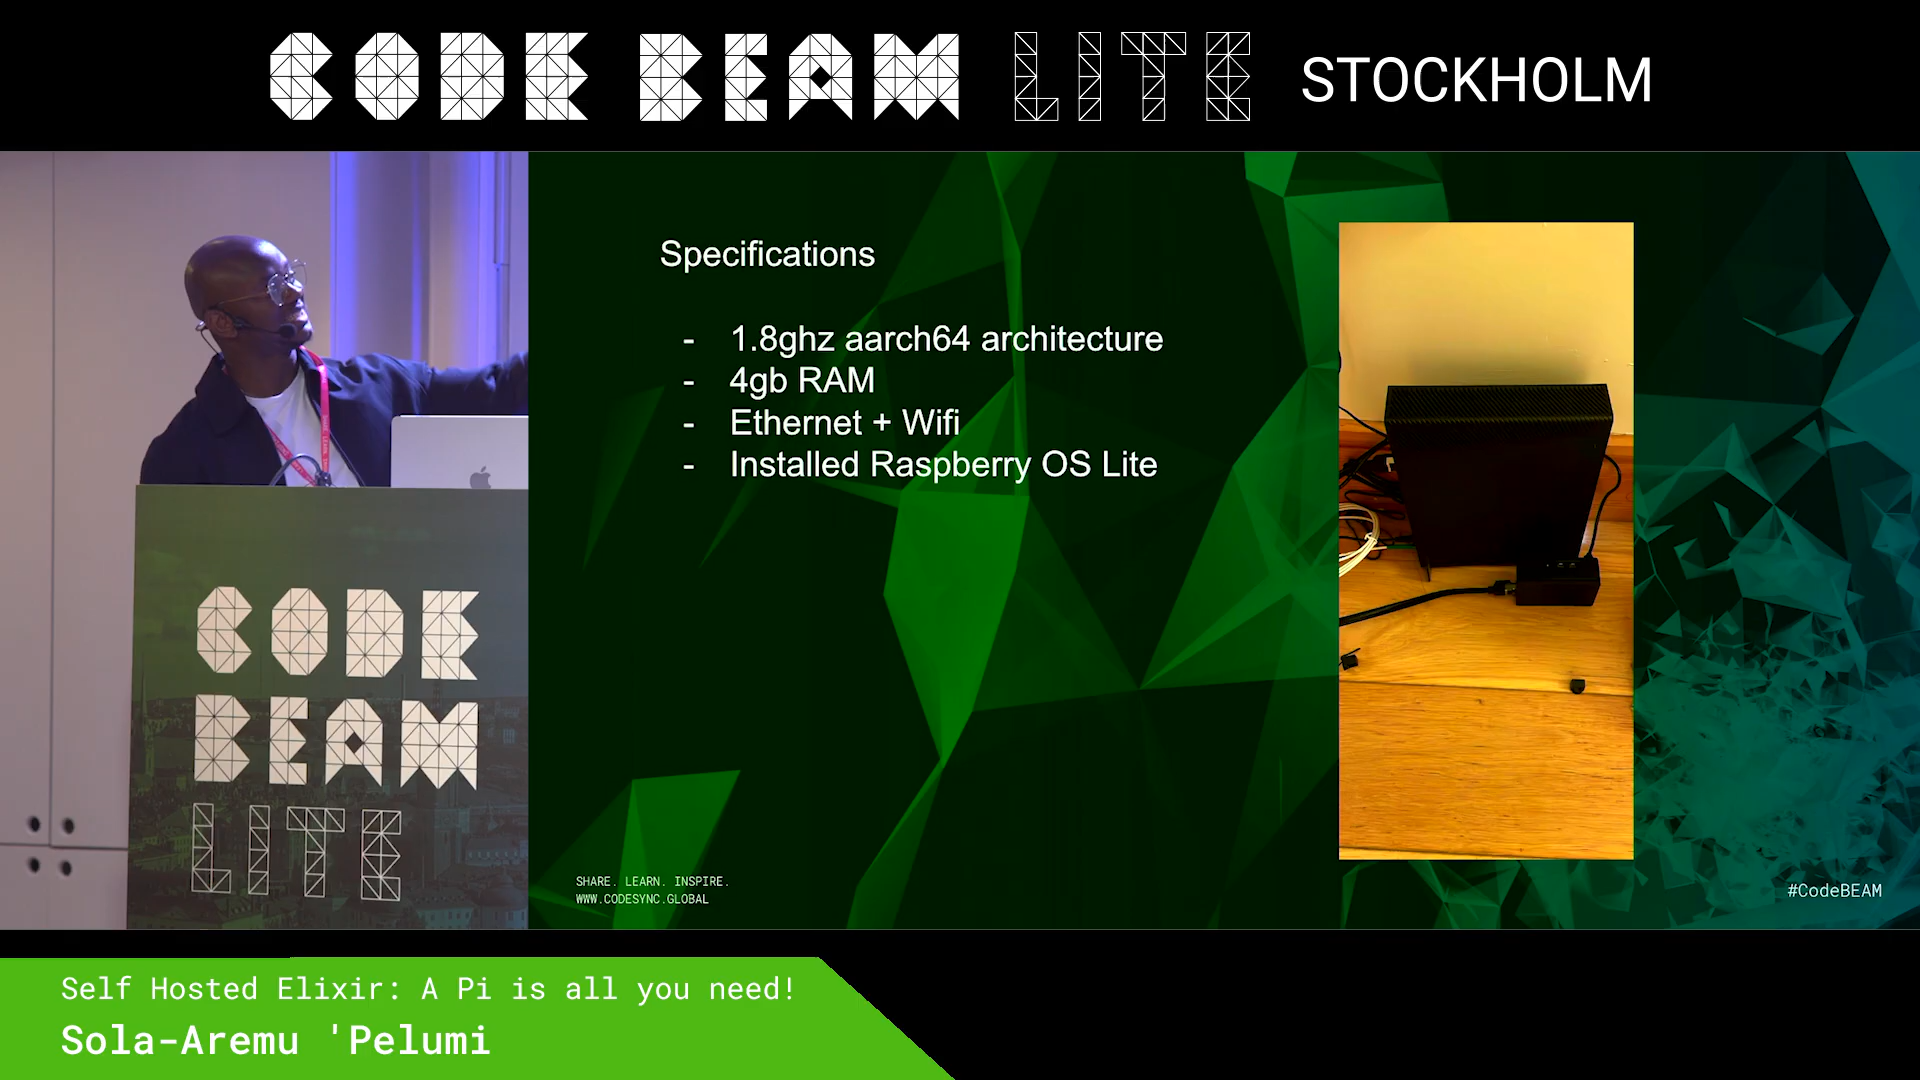 CODE BEAM LITE STOCKHOLM
Specifications
- 1.8ghz aarch64 architecture
- 4gb RAM
- Ethernet + Wifi
- Installed Raspberry OS Lite
CODE
BEAM
LITE
SHARE. LEARN. INSPIRE.
WWW.CODESYNC.GLOBAL
#CodeBEAM
Self Hosted Elixir: A Pi is all you need!
Sola-Aremu 'Pelumi